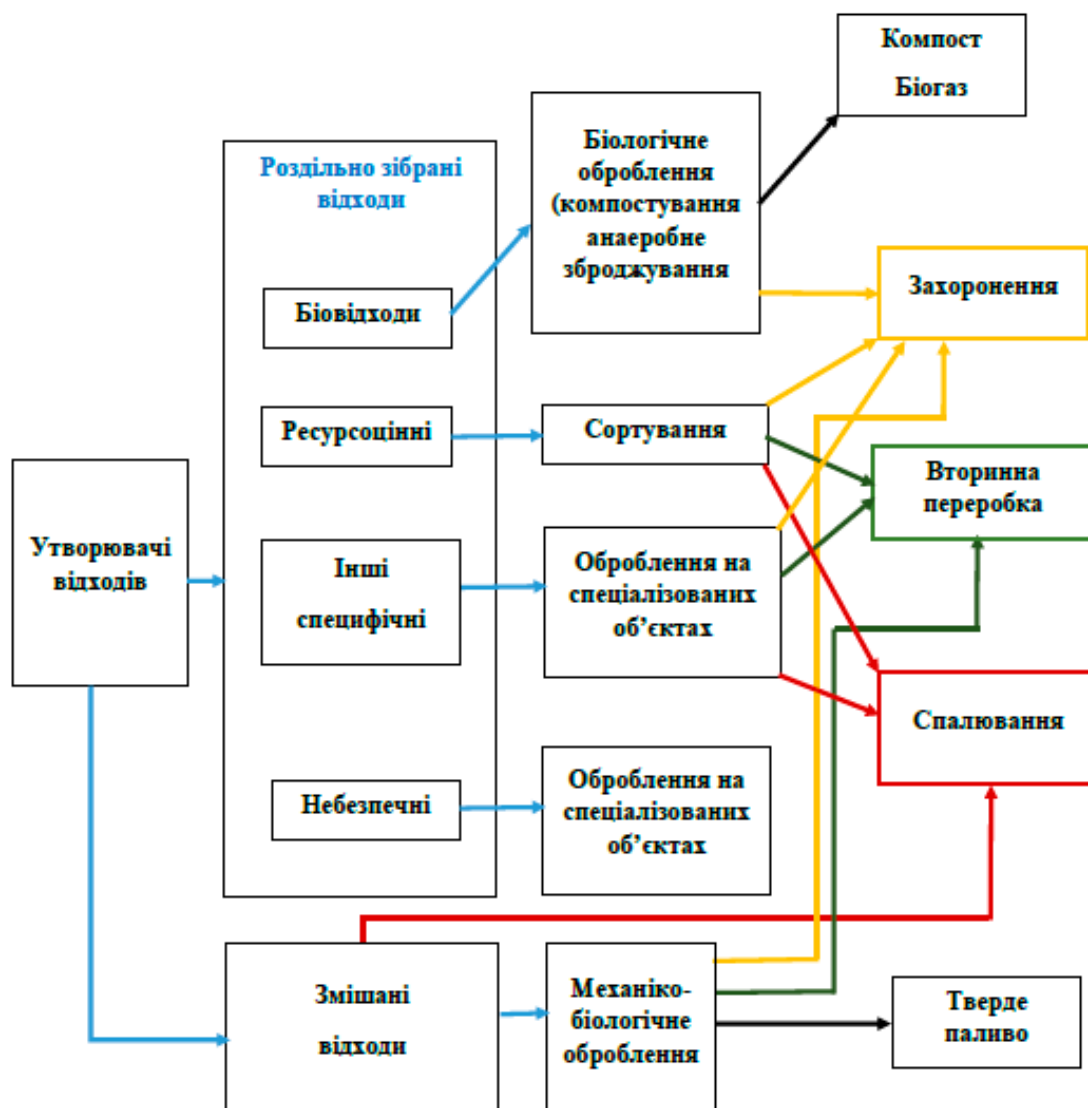 Компост
Біогаз
Біологічне
оброблення
(компостування
анаеробне
зброджування
Роздільно зібрані
відходи
Захоронення
Біовідходи
Ресурсоцінні
Сортування
Вторинна
переробка
Утворювачі
відходів
Інші
специфічні
Оброблення на
спеціалізованих
об’єктах
Спалювання
Небезпечні
Оброблення на
спеціалізованих
об’єктах
Змішані
відходи
Механіко-
біологічне
оброблення
Тверде
паливо